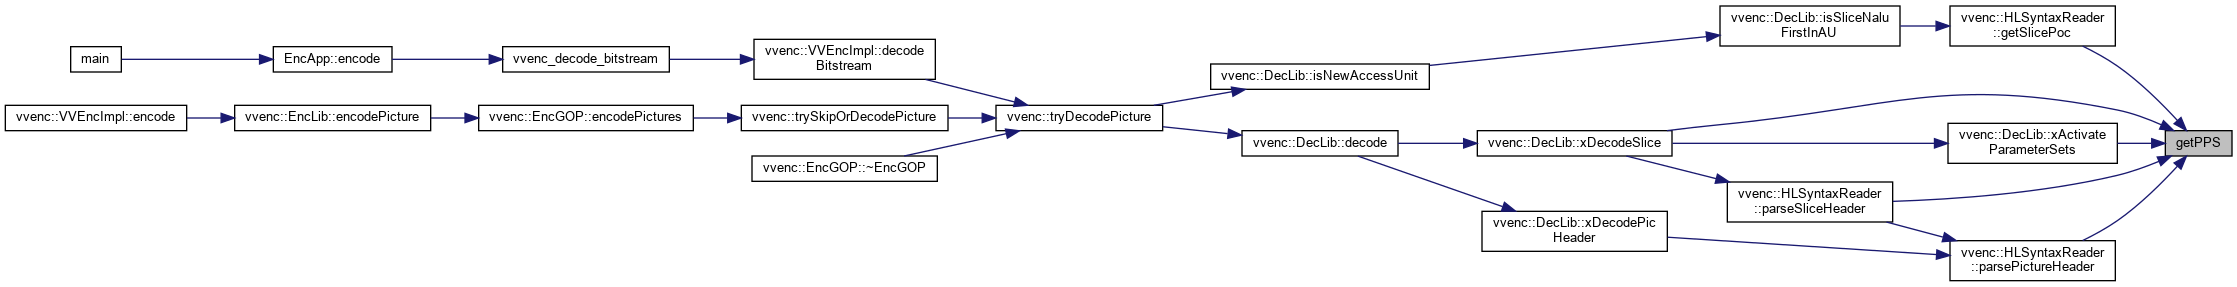 main
EncApp::encode
vvenc_decode_bitstream
vvenc::VVEncImpl::decode
Bitstream
vvenc::VVEncImpl::encode
vvenc::EncLib::encodePicture
vvenc::EncGOP::encodePictures
vvenc::trySkipOrDecodePicture
vvenc::EncGOP::~EncGOP
vvenc::tryDecodePicture
vvenc::DecLib::isNewAccessUnit
vvenc::DecLib::decode
vvenc::DecLib::isSliceNalu
FirstInAU
vvenc::HLSyntaxReader
::getSlicePoc
vvenc::DecLib::xDecodeSlice
vvenc::DecLib::xActivate
ParameterSets
vvenc::HLSyntaxReader
::parseSliceHeader
vvenc::DecLib::xDecodePic
Header
vvenc::HLSyntaxReader
::parsePictureHeader
getPPS